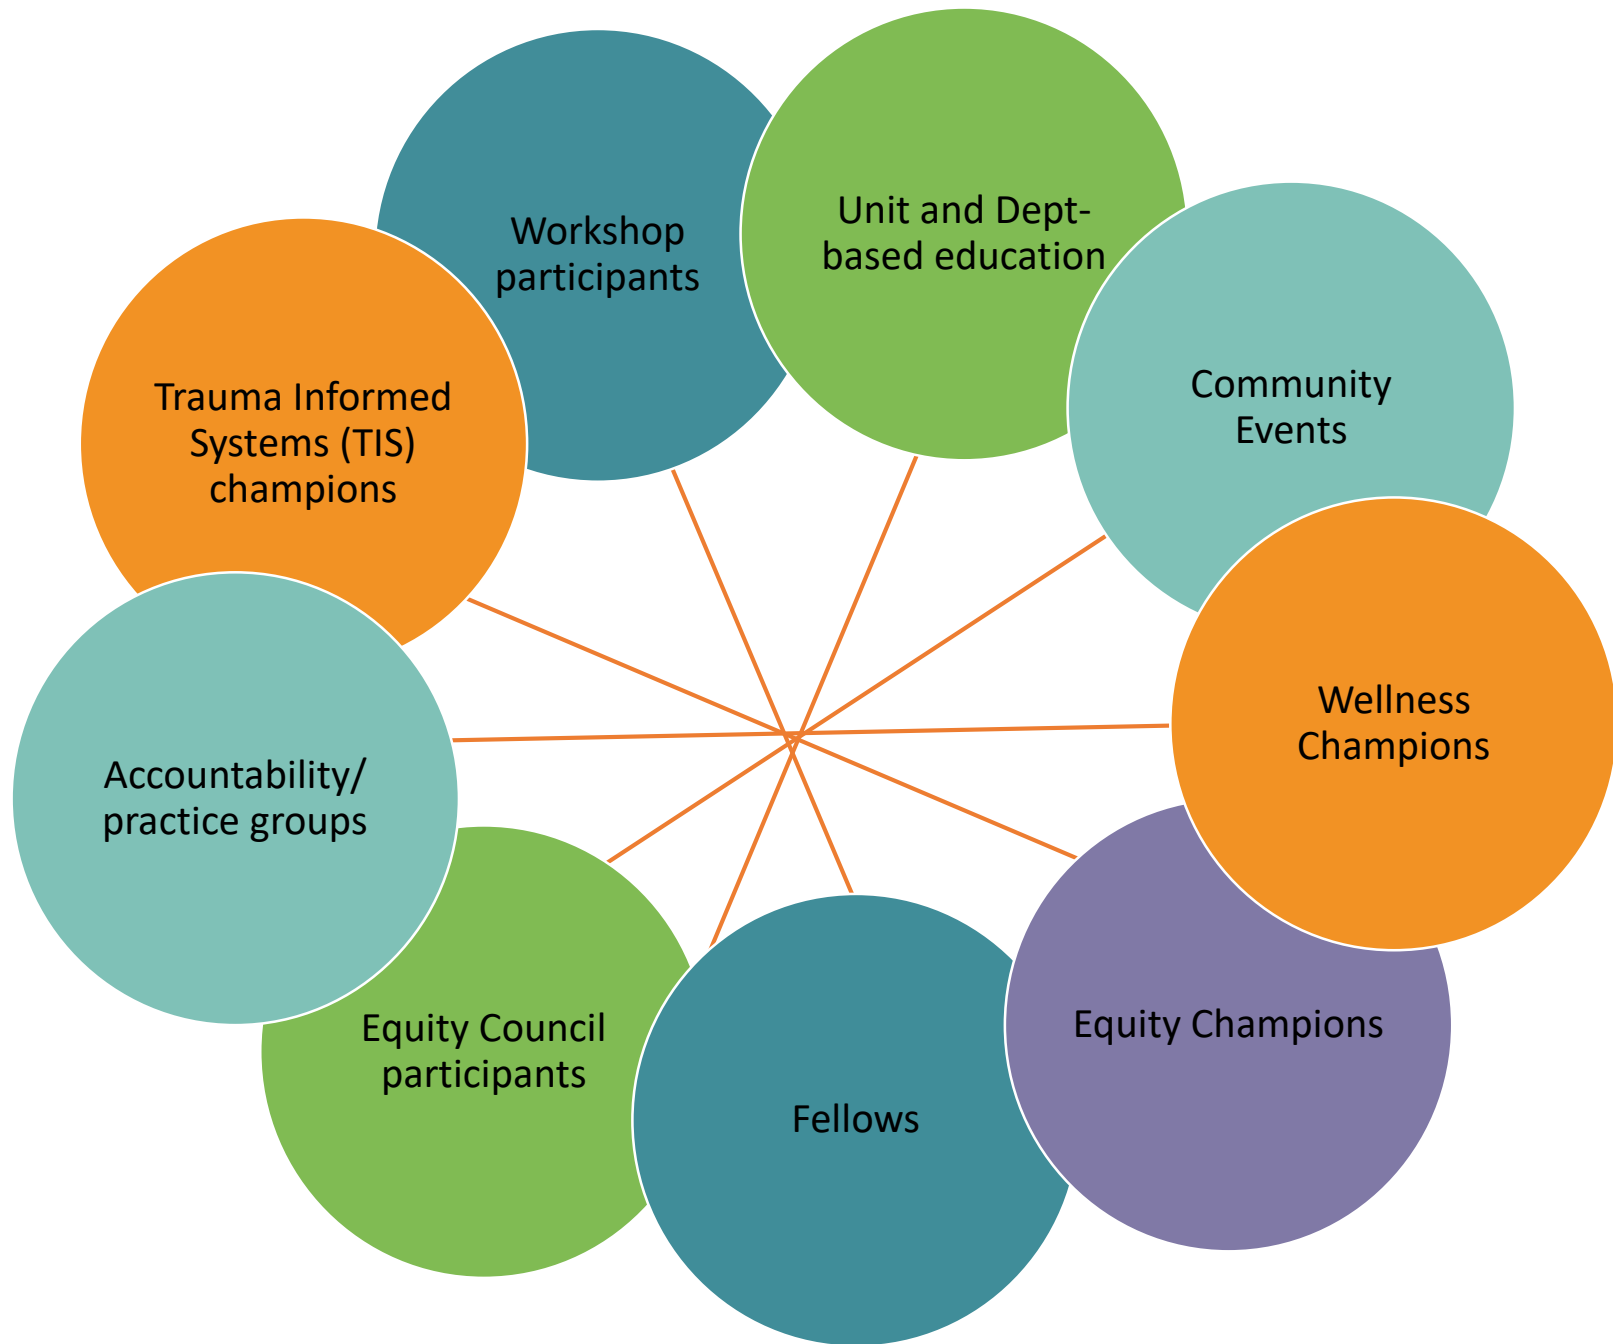 Workshop
participants
Unit and Dept-
based education
Community
Events
Wellness
Champions
Equity Champions
Fellows
Equity Council
participants
Accountability/
practice groups
Trauma Informed
Systems (TIS)
champions